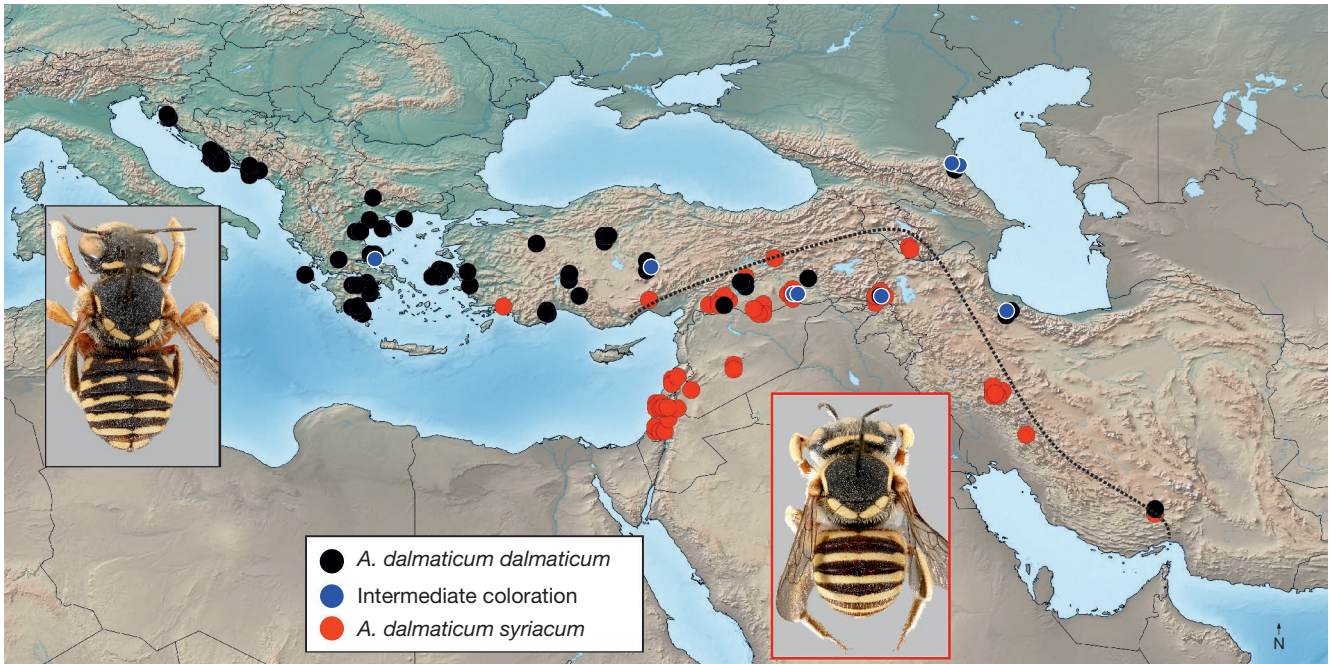 A. dalmaticum dalmaticum
Intermediate coloration
A. dalmaticum syriacum
N